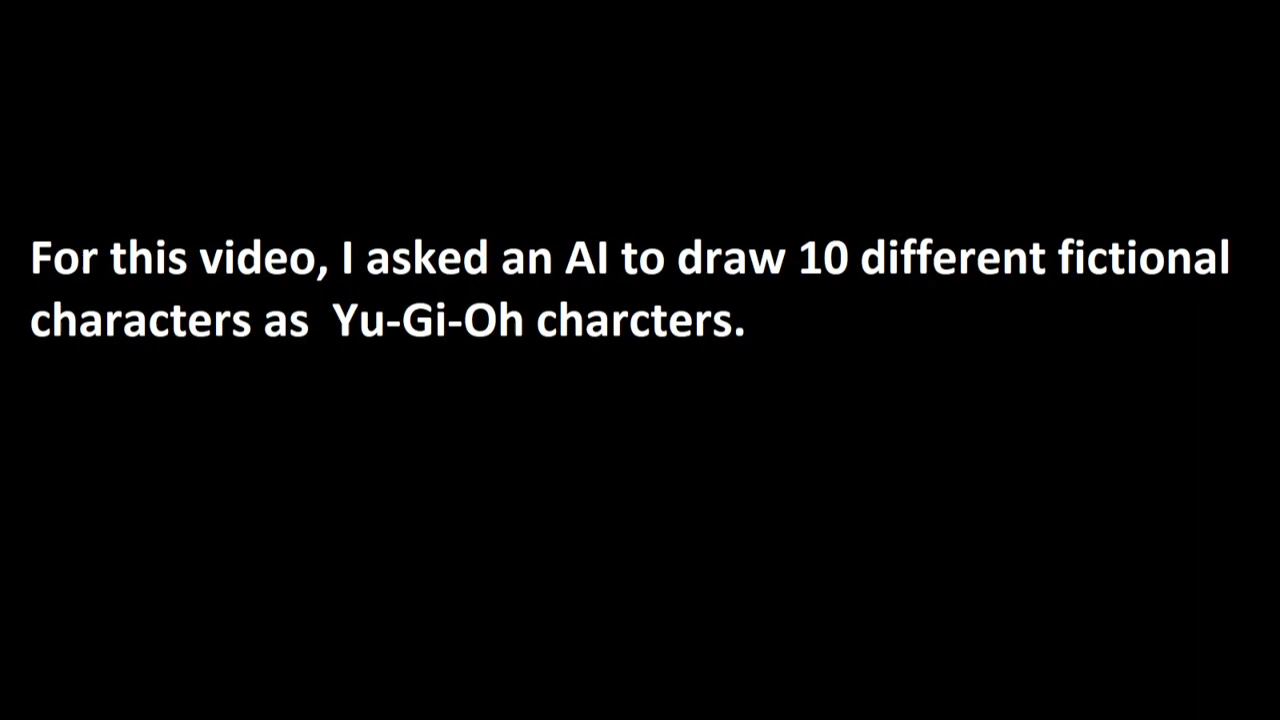 For this video, I asked an AI to draw 10 different fictional
characters as  Yu-Gi-Oh charcters.